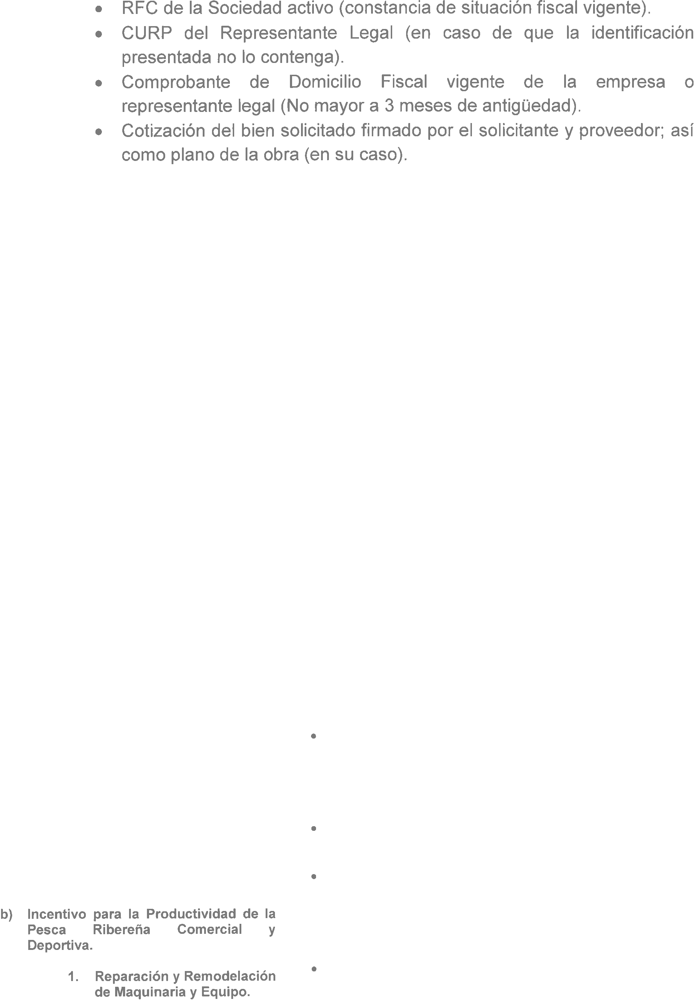 • RFC de la Sociedad activo (constancia de situación fiscal vigente).
• CURP del Representante Legal (en caso de que la identificación
presentada no lo contenga).
• Comprobante de Domicilio Fiscal vigente de la empresa o
representante legal (No mayor a 3 meses de antigüedad).
• Cotización del bien solicitado firmado por el solicitante y proveedor; así
como plano de la obra (en su caso).
•
•
•
b) Incentivo para la Productividad de la
Pesca Ribereña Comercial y
Deportiva.
•
1. Reparación y Remodelación
de Maquinaria y Equipo.